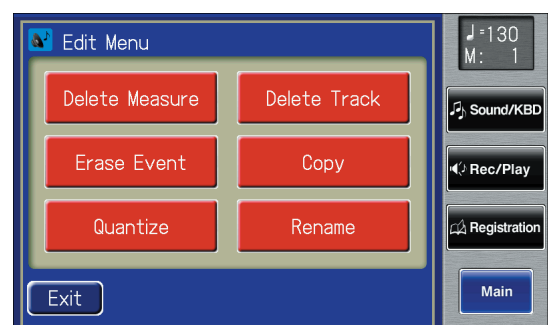 Edit Menu
Delete Measure
Delete Track
Erase Event
Copy
Quantize
Rename
Exit
♩=130
M: 1
Sound/KBD
Rec/Play
Registration
Main